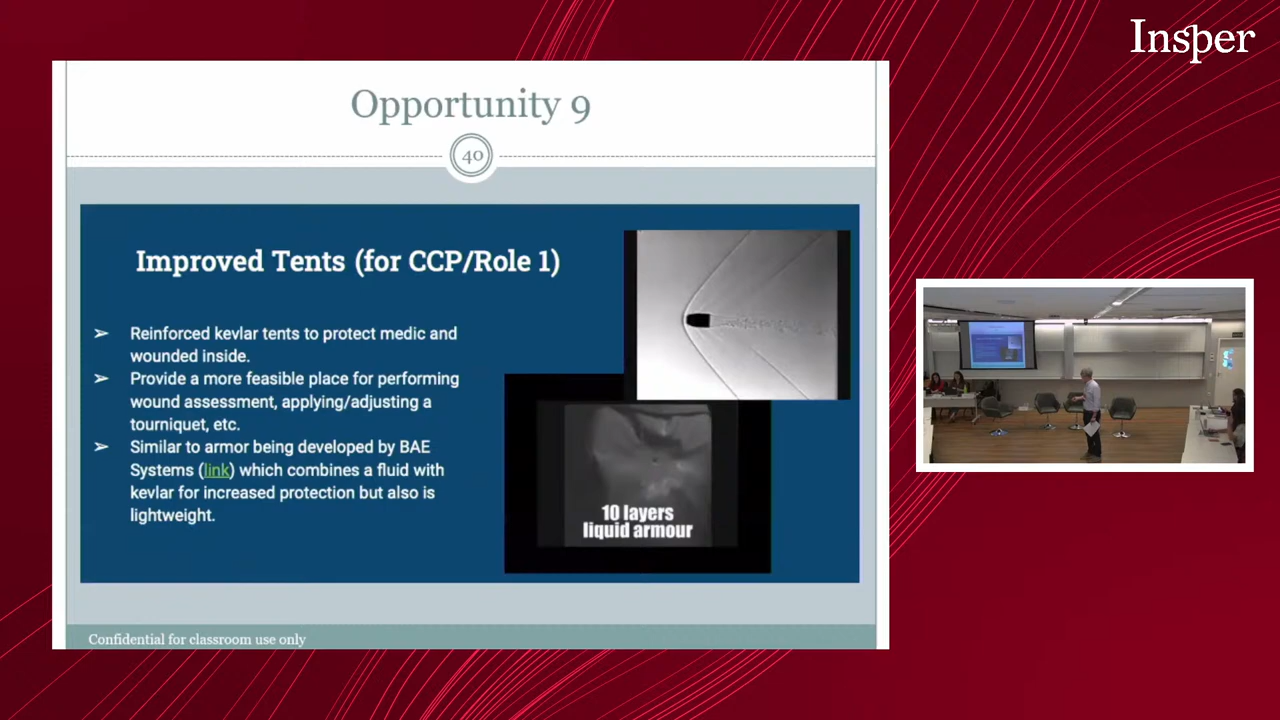 Insper
Opportunity 9
40
Improved Tents (for CCP/Role 1)
➢ Reinforced kevlar tents to protect medic and
wounded inside.
➢ Provide a more feasible place for performing
wound assessment, applying/adjusting a
tourniquet, etc.
➢ Similar to armor being developed by BAE
Systems (link) which combines a fluid with
kevlar for increased protection but also is
lightweight.
10 layers
liquid armour
Confidential for classroom use only